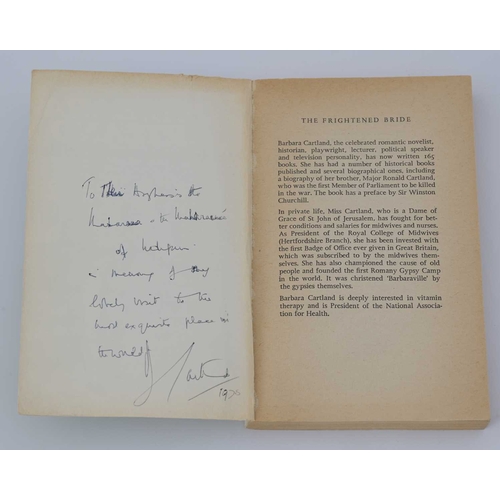 To Their Highness's the
Maharaja & the Maharanee
of
in memory of my
lovely visit to the
most exquisite place in
the world
Cartland
THE FRIGHTENED BRIDE
Barbara Cartland, the celebrated romantic novelist,
historian, playwright, lecturer, political speaker
and television personality, has now written 165
books. She has had a number of historical books
published and several biographical ones, including
a biography of her brother, Major Ronald Cartland,
who was the first Member of Parliament to be killed
in the war. The book has a preface by Sir Winston
Churchill.
In private life, Miss Cartland, who is a Dame of
Grace of St John of Jerusalem, has fought for
better conditions and salaries for midwives and nurses.
As President of the Royal College of Midwives
(Hertfordshire Branch), she has been invested with
the first Badge of Office ever given in Great Britain,
which was subscribed to by the midwives them-
selves. She has also championed the cause of old
people and founded the first Romany Gypsy Camp
in the world. It was christened 'Barbaraville' by
the gypsies themselves.
Barbara Cartland is deeply interested in vitamin
therapy and is President of the National Associa-
tion for Health.